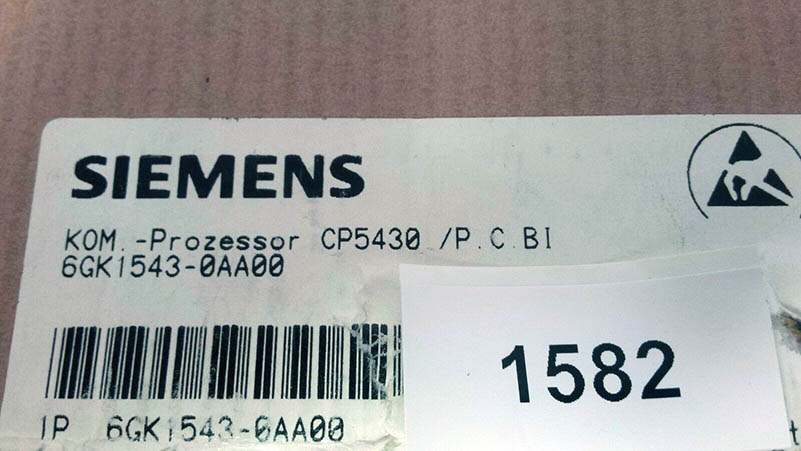 SIEMENS
KOM.-Prozessor CP5430 /P.C.BI
6GK1543-0AA00
1582
1P 6GK1543-0AA00